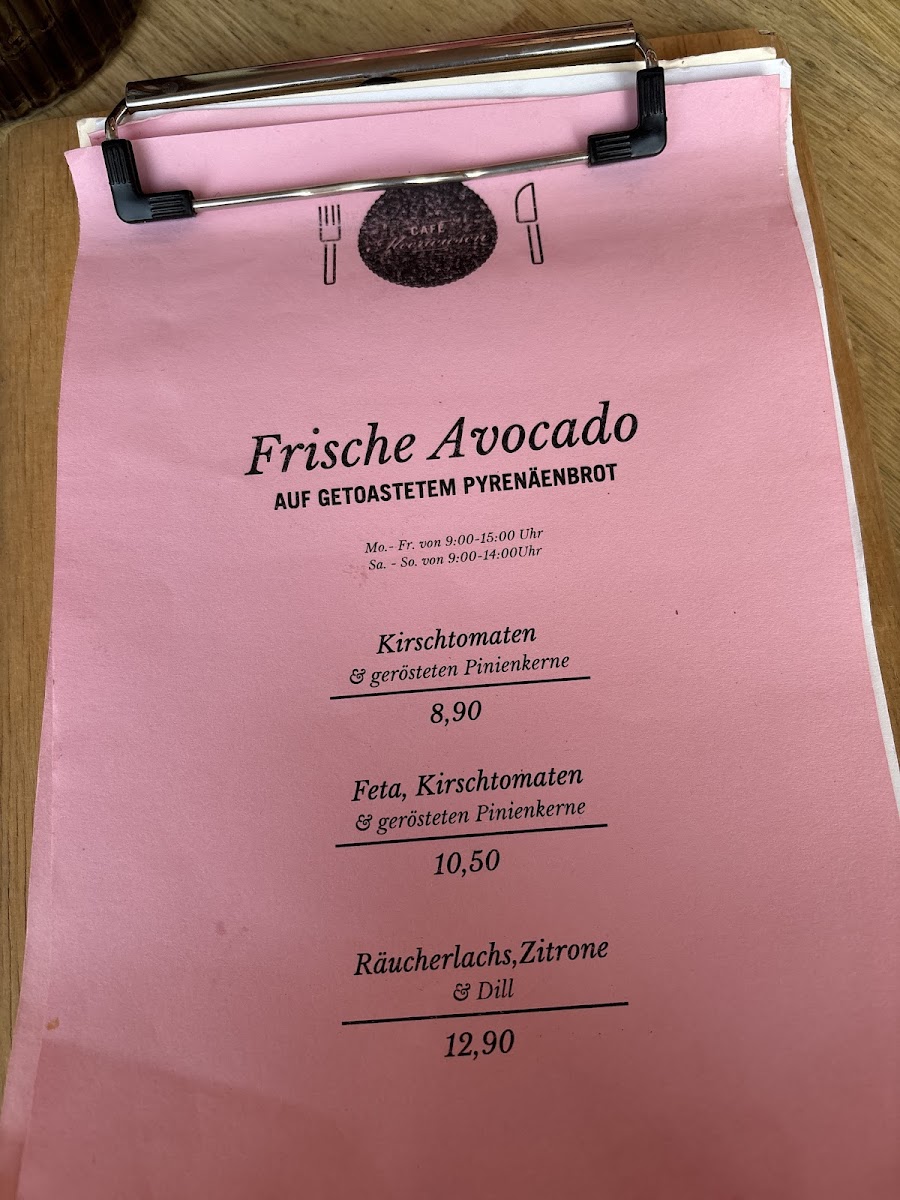 CAFÉ
Frische Avocado
AUF GETOASTETEM PYRENÄENBROT
Mo.- Fr. von 9:00-15:00 Uhr
Sa. - So. von 9:00-14:00Uhr
Kirschtomaten
& gerösteten Pinienkerne
8,90
Feta, Kirschtomaten
& gerösteten Pinienkerne
10,50
Räucherlachs,Zitrone
& Dill
12,90